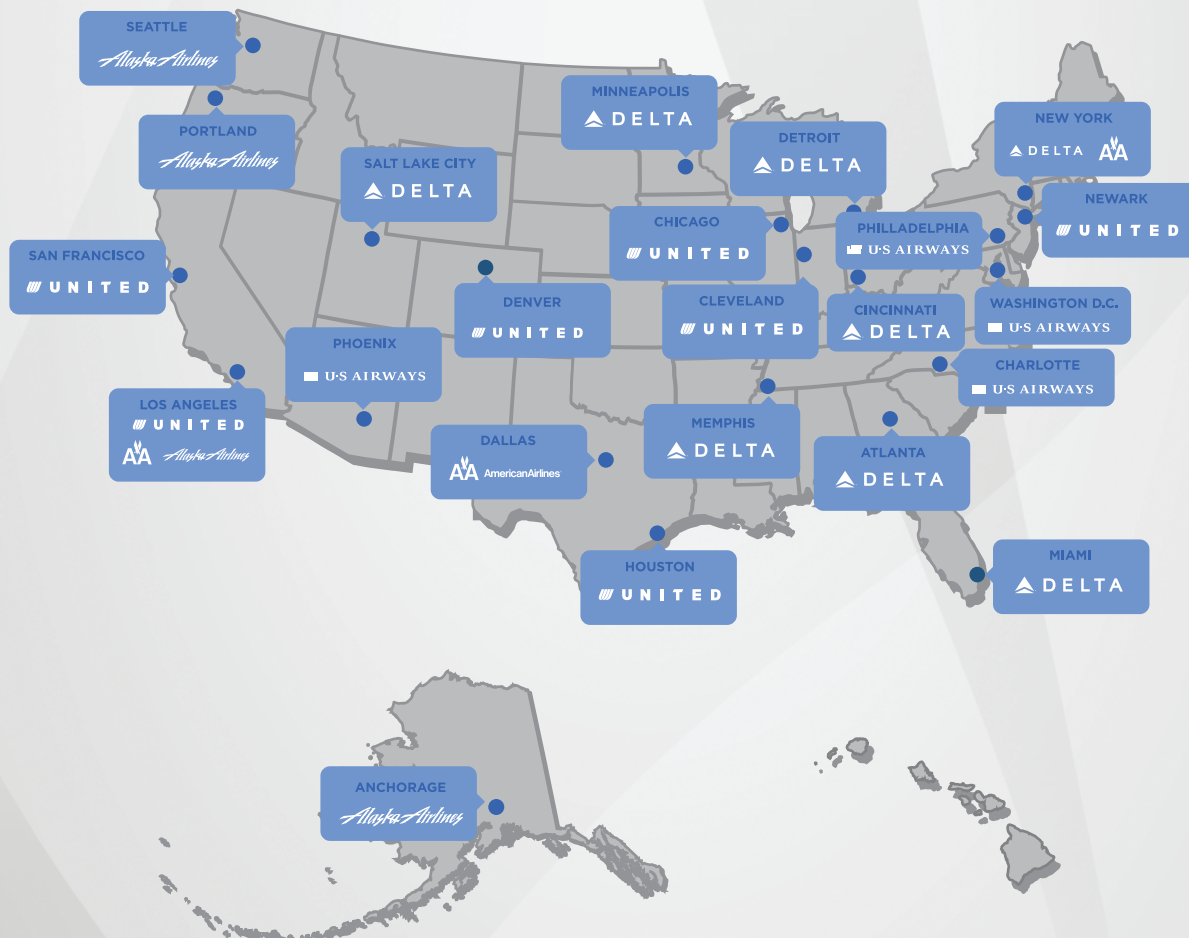 SEATTLE
Alaska Airlines
PORTLAND
Alaska Airlines
SALT LAKE CITY
DELTA
MINNEAPOLIS
DELTA
DETROIT
DELTA
NEW YORK
DELTA AA
NEWARK
UNITED
CHICAGO
UNITED
PHILLADELPHIA
U·S AIRWAYS
SAN FRANCISCO
UNITED
DENVER
UNITED
CLEVELAND
UNITED
CINCINNATI
DELTA
WASHINGTON D.C.
U·S AIRWAYS
PHOENIX
U·S AIRWAYS
CHARLOTTE
U·S AIRWAYS
LOS ANGELES
UNITED
AA Alaska Airlines
DALLAS
AA AmericanAirlines
MEMPHIS
DELTA
ATLANTA
DELTA
HOUSTON
UNITED
MIAMI
DELTA
ANCHORAGE
Alaska Airlines